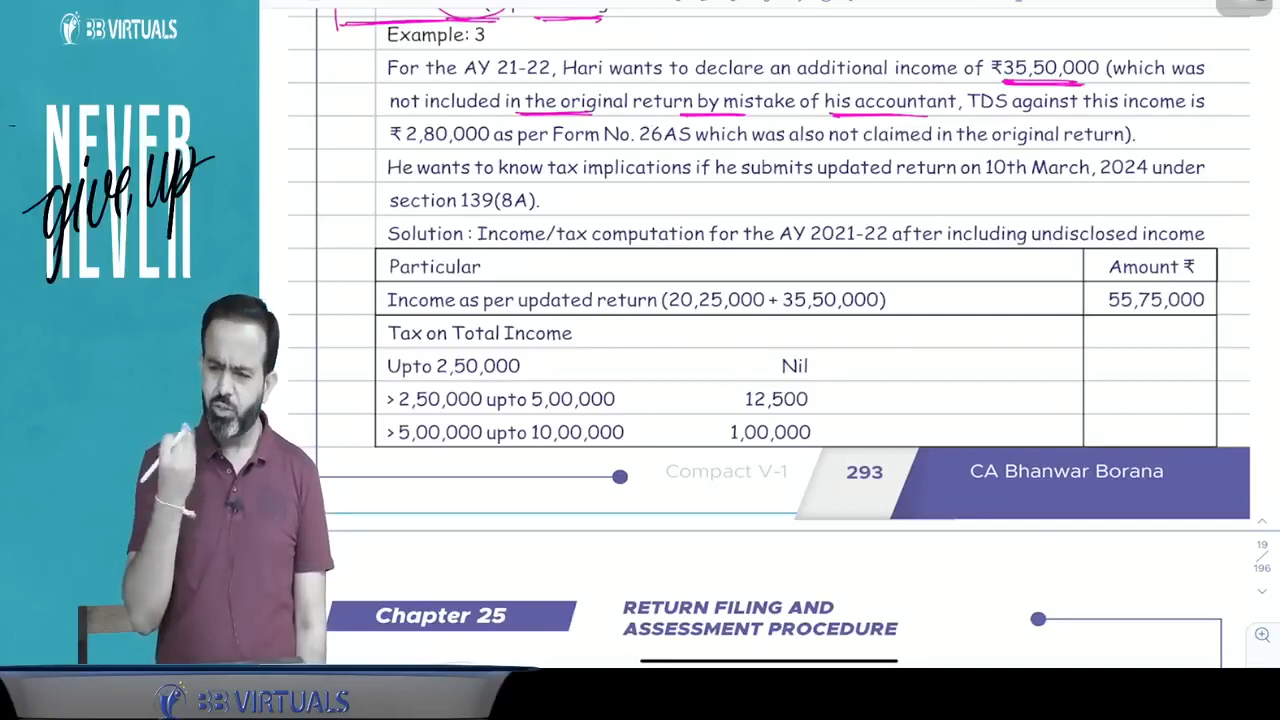 BB VIRTUALS
NEVER
give up
NEVER
Example: 3
For the AY 21-22, Hari wants to declare an additional income of ₹35,50,000 (which was
not included in the original return by mistake of his accountant, TDS against this income is
₹ 2,80,000 as per Form No. 26AS which was also not claimed in the original return).
He wants to know tax implications if he submits updated return on 10th March, 2024 under
section 139(8A).
Solution : Income/tax computation for the AY 2021-22 after including undisclosed income
Particular Amount ₹
Income as per updated return (20,25,000 + 35,50,000) 55,75,000
Tax on Total Income
Upto 2,50,000 Nil
> 2,50,000 upto 5,00,000 12,500
> 5,00,000 upto 10,00,000 1,00,000
Compact V-1 293 CA Bhanwar Borana
19
/
196
Chapter 25
RETURN FILING AND
ASSESSMENT PROCEDURE
BB VIRTUALS